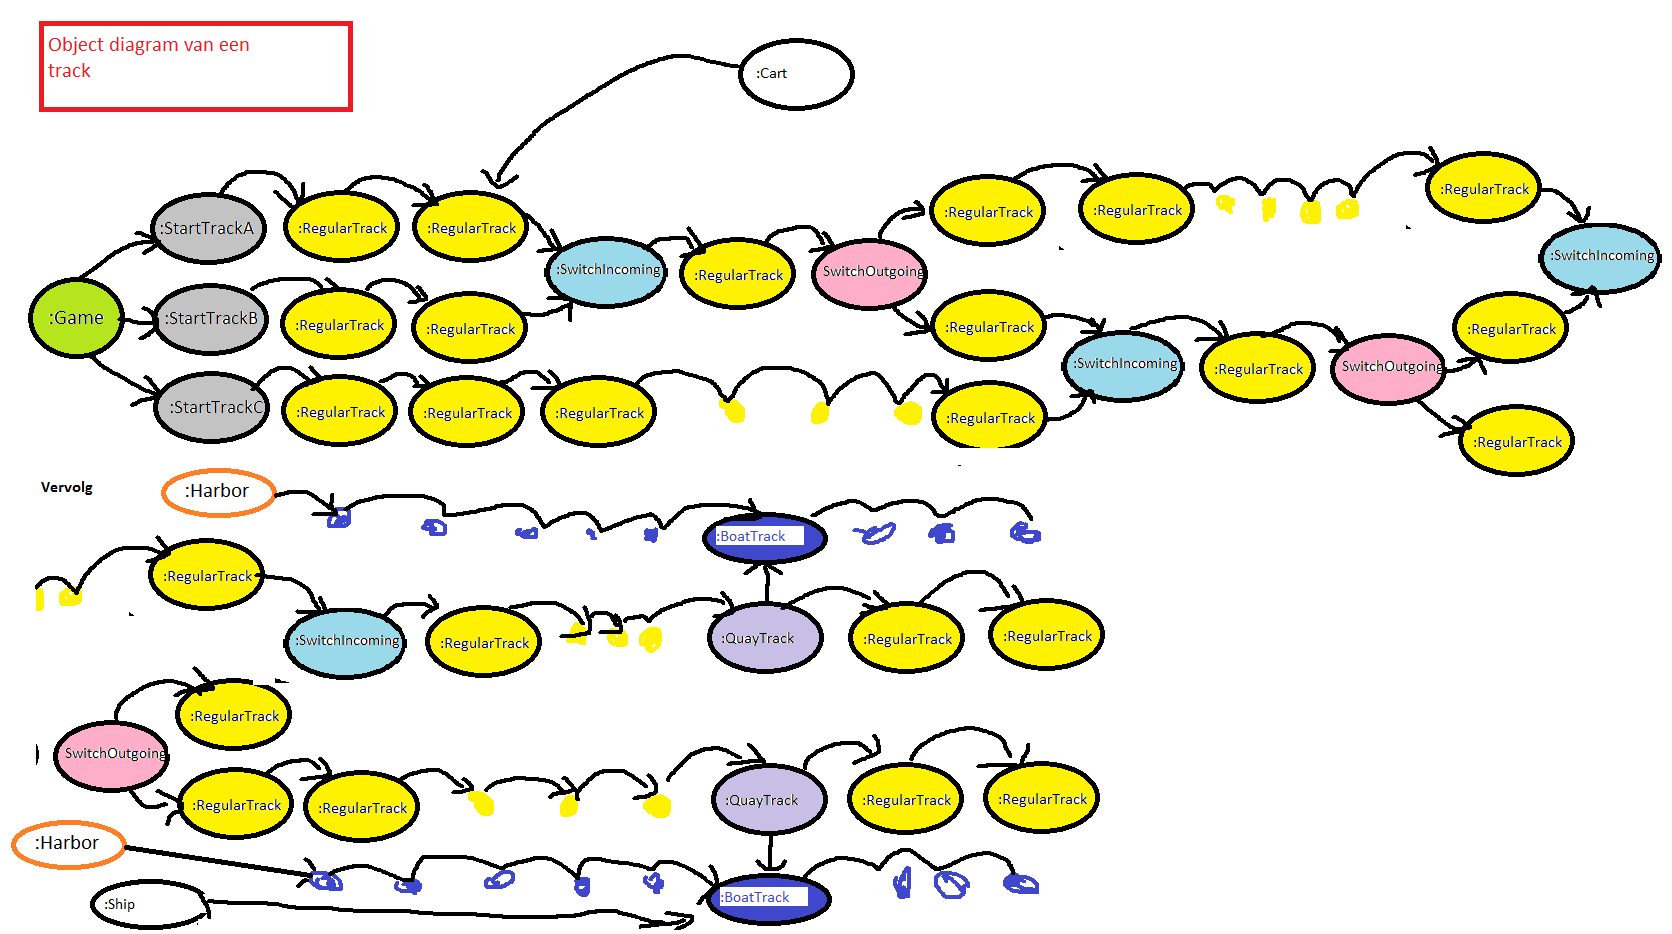 Object diagram van een
track
:Cart
:StartTrackA
:RegularTrack
:RegularTrack
:SwitchIncoming
:RegularTrack
SwitchOutgoing
:RegularTrack
:RegularTrack
:RegularTrack
:SwitchIncoming
:Game
:StartTrackB
:RegularTrack
:RegularTrack
:RegularTrack
:SwitchIncoming
:RegularTrack
SwitchOutgoing
:RegularTrack
:StartTrackC
:RegularTrack
:RegularTrack
:RegularTrack
:RegularTrack
:RegularTrack
Vervolg
:Harbor
:BoatTrack
:RegularTrack
:SwitchIncoming
:RegularTrack
:QuayTrack
:RegularTrack
:RegularTrack
:RegularTrack
SwitchOutgoing
:RegularTrack
:RegularTrack
:QuayTrack
:RegularTrack
:RegularTrack
:Harbor
:Ship
:BoatTrack